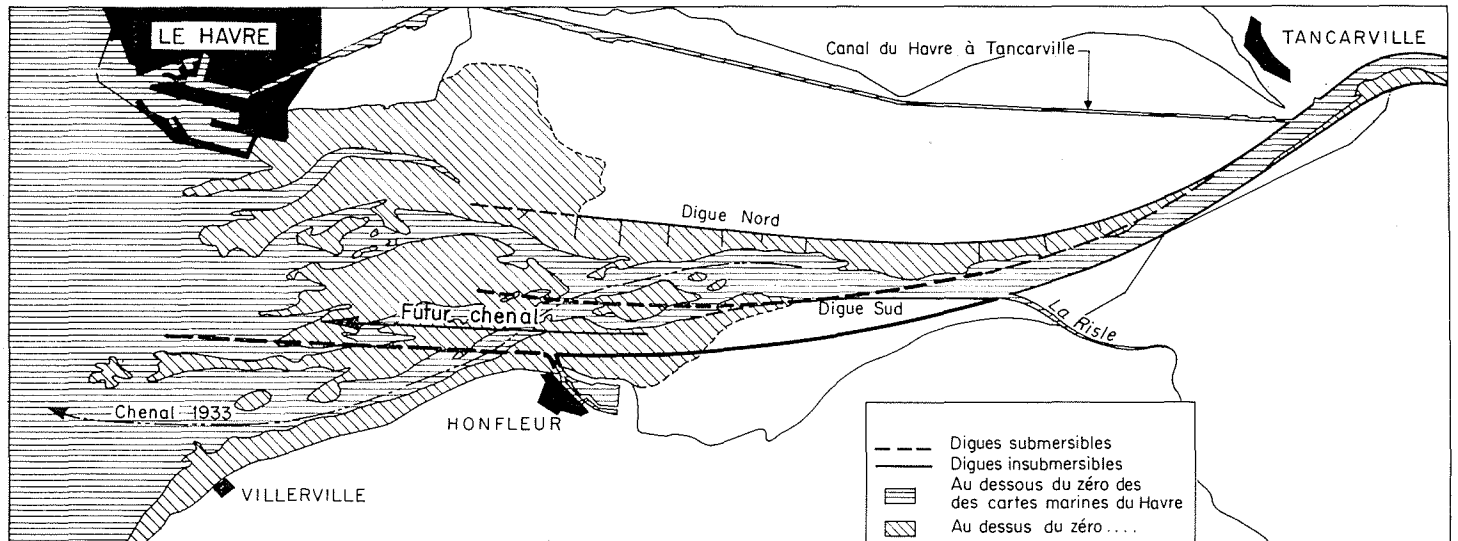 LE HAVRE
TANCARVILLE
Canal du Havre à Tancarville
Digue Nord
Futur chenal
Digue Sud
La Risle
Chenal 1933
HONFLEUR
VILLERVILLE
Digues submersibles
Digues insubmersibles
Au dessous du zéro des
des cartes marines du Havre
Au dessus du zéro....